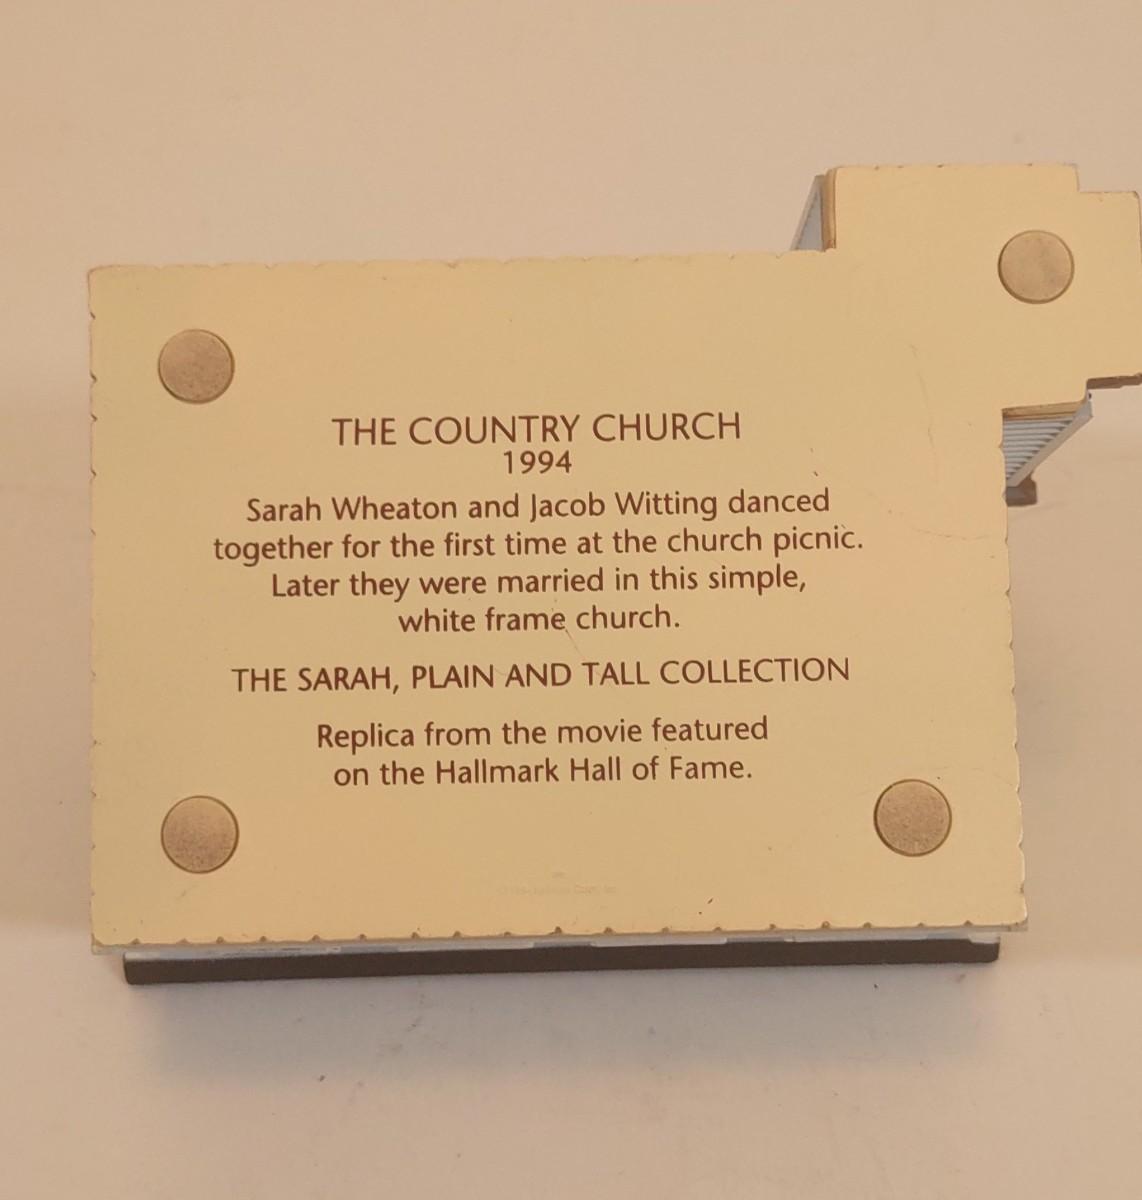 THE COUNTRY CHURCH
1994
Sarah Wheaton and Jacob Witting danced
together for the first time at the church picnic.
Later they were married in this simple,
white frame church.
THE SARAH, PLAIN AND TALL COLLECTION
Replica from the movie featured
on the Hallmark Hall of Fame.